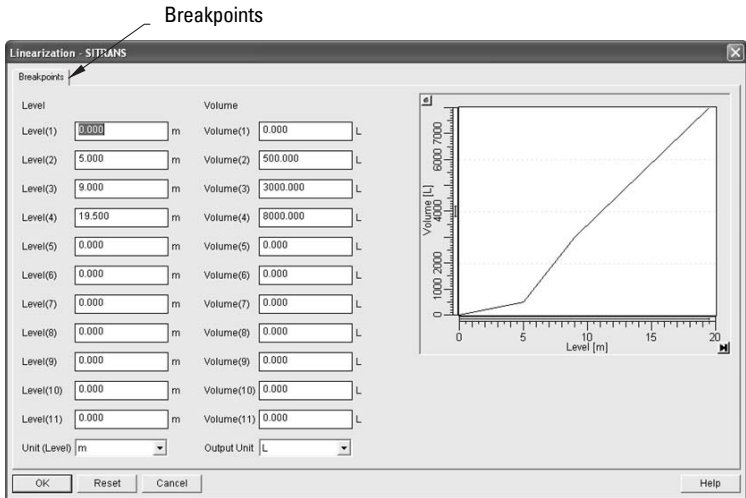 Breakpoints
Linearization - SITRANS
Breakpoints
Level Volume
Level(1) 0.000 m Volume(1) 0.000 L
Level(2) 5.000 m Volume(2) 500.000 L
Level(3) 9.000 m Volume(3) 3000.000 L
Level(4) 19.500 m Volume(4) 8000.000 L
Level(5) 0.000 m Volume(5) 0.000 L
Level(6) 0.000 m Volume(6) 0.000 L
Level(7) 0.000 m Volume(7) 0.000 L
Level(8) 0.000 m Volume(8) 0.000 L
Level(9) 0.000 m Volume(9) 0.000 L
Level(10) 0.000 m Volume(10) 0.000 L
Level(11) 0.000 m Volume(11) 0.000 L
Unit (Level) m Output Unit L
Volume [L]
0 1000 2000 4000 6000 7000
0 5 10 15 20
Level [m]
OK Reset Cancel Help